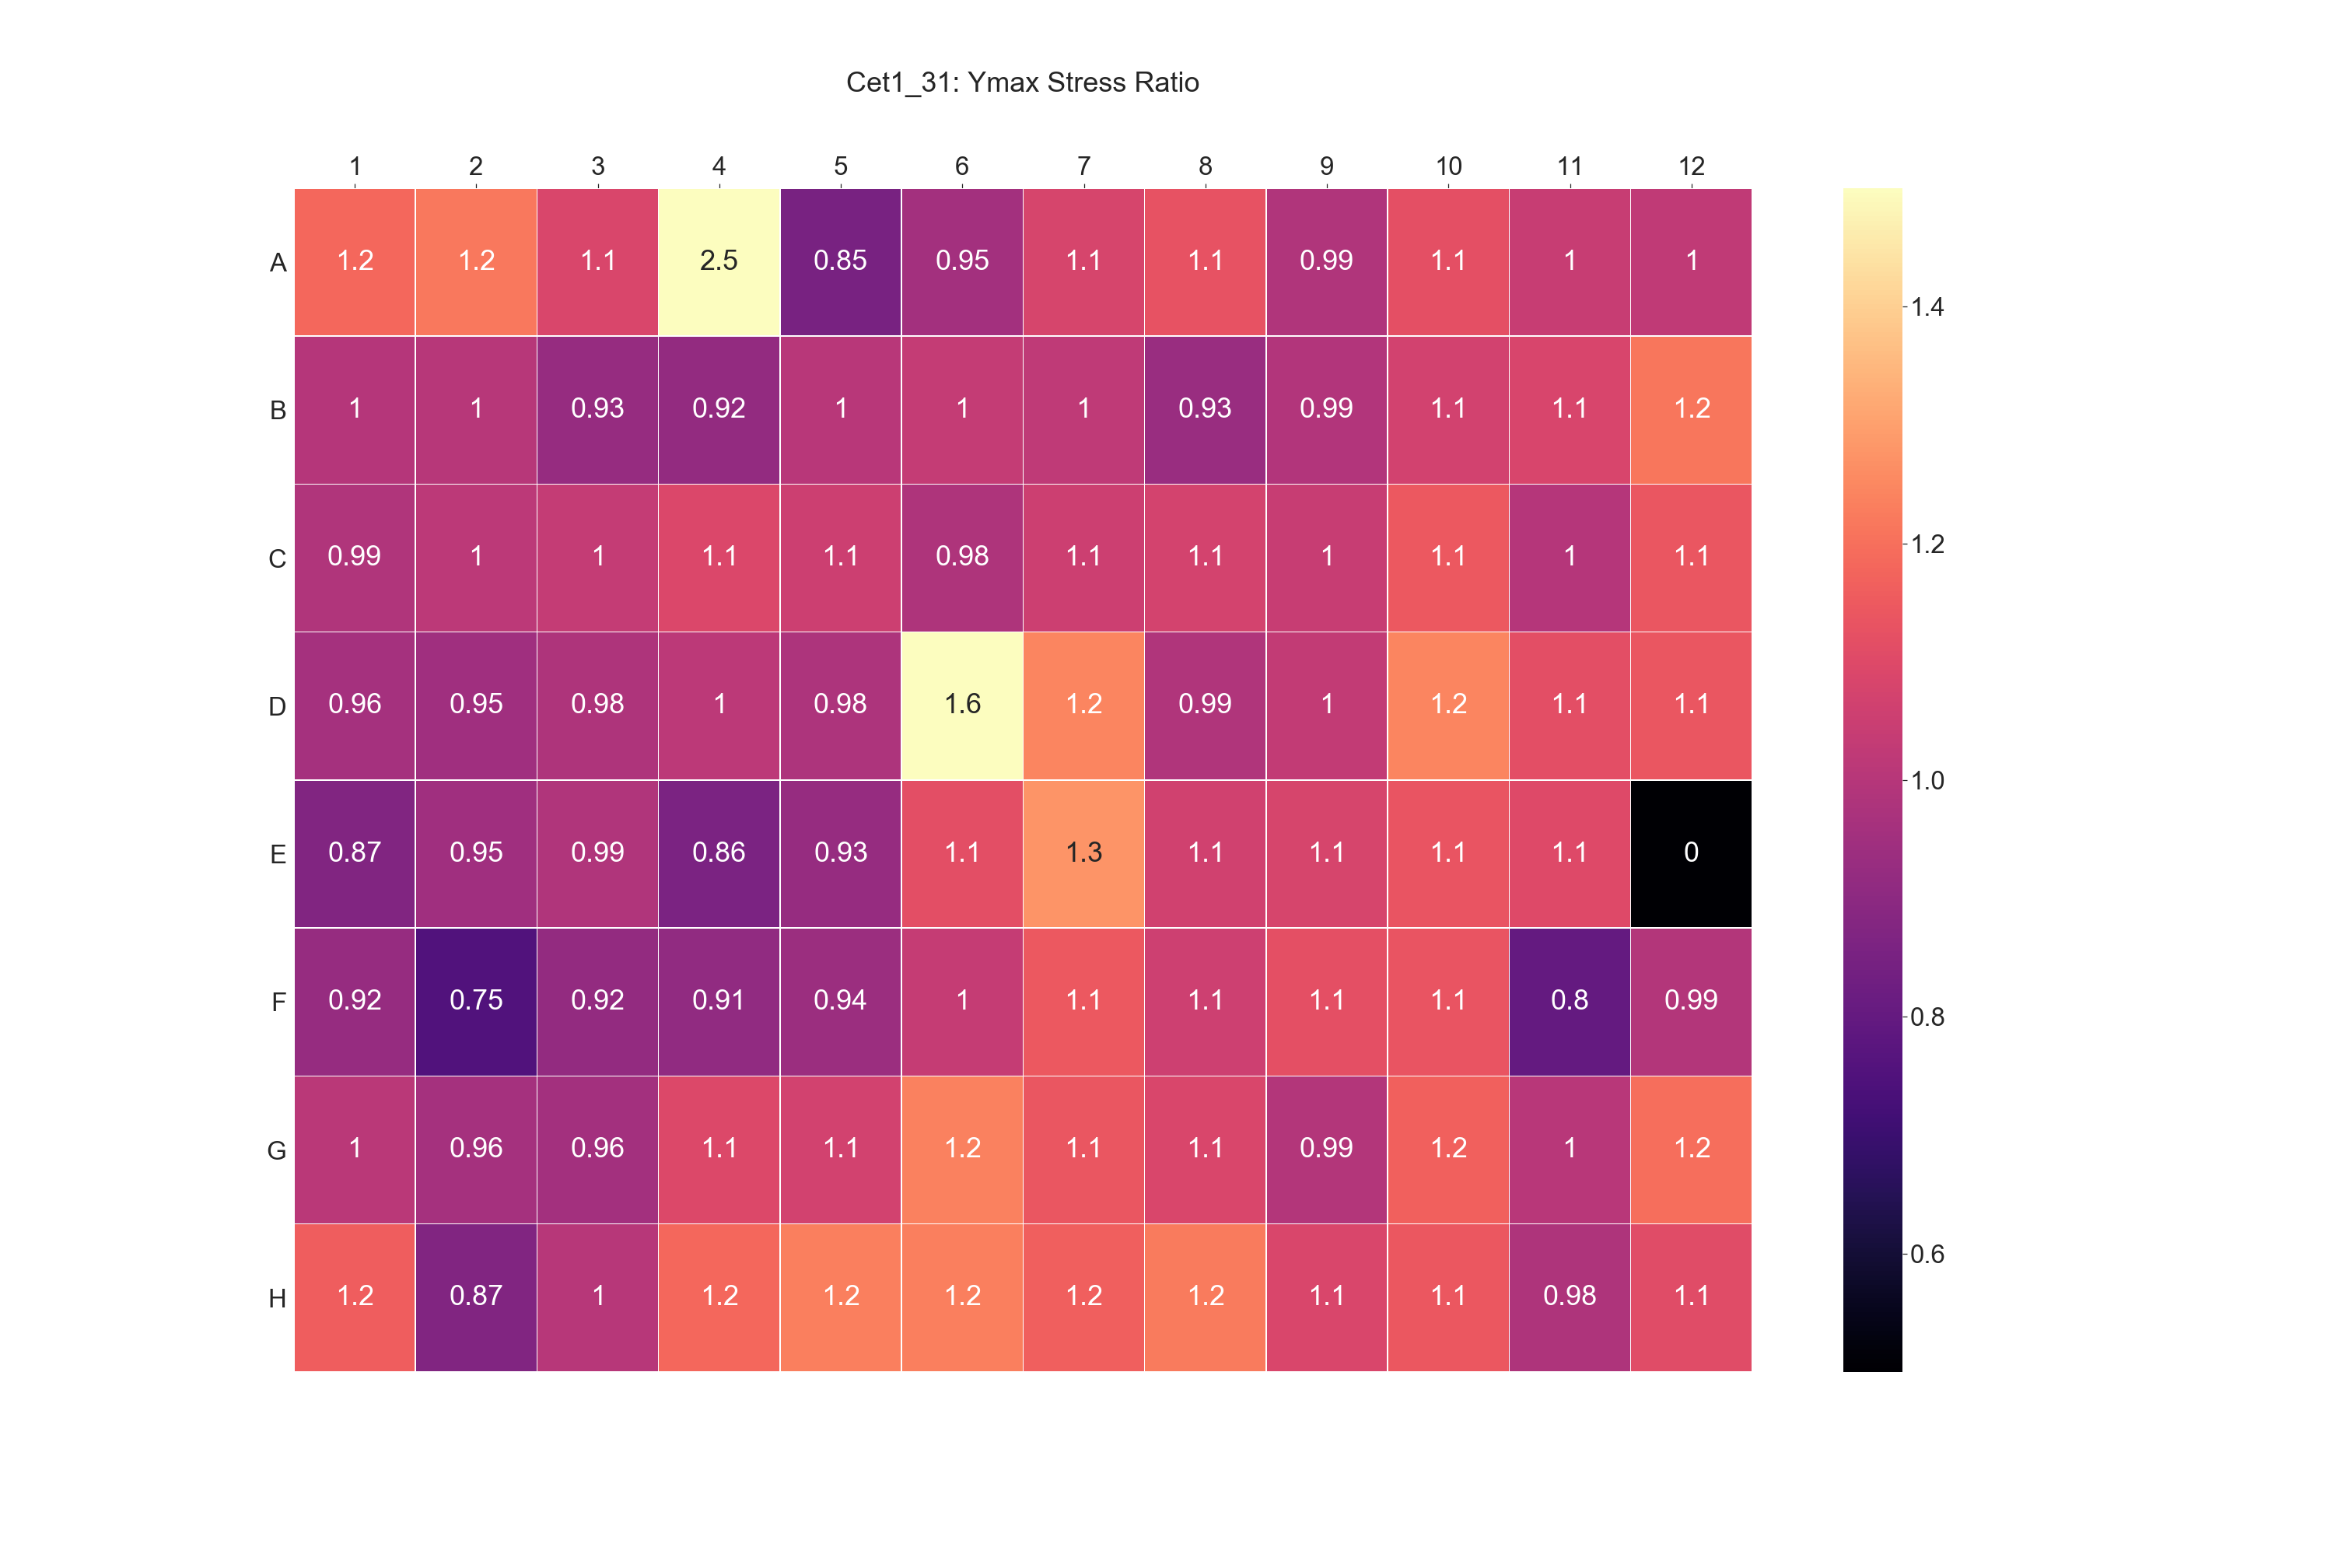 Cet1_31: Ymax Stress Ratio
1 2 3 4 5 6 7 8 9 10 11 12
A 1.2 1.2 1.1 2.5 0.85 0.95 1.1 1.1 0.99 1.1 1 1
1.4
B 1 1 0.93 0.92 1 1 1 0.93 0.99 1.1 1.1 1.2
1.2
C 0.99 1 1 1.1 1.1 0.98 1.1 1.1 1 1.1 1 1.1
D 0.96 0.95 0.98 1 0.98 1.6 1.2 0.99 1 1.2 1.1 1.1
1.0
E 0.87 0.95 0.99 0.86 0.93 1.1 1.3 1.1 1.1 1.1 1.1 0
F 0.92 0.75 0.92 0.91 0.94 1 1.1 1.1 1.1 1.1 0.8 0.99
0.8
G 1 0.96 0.96 1.1 1.1 1.2 1.1 1.1 0.99 1.2 1 1.2
0.6
H 1.2 0.87 1 1.2 1.2 1.2 1.2 1.2 1.1 1.1 0.98 1.1